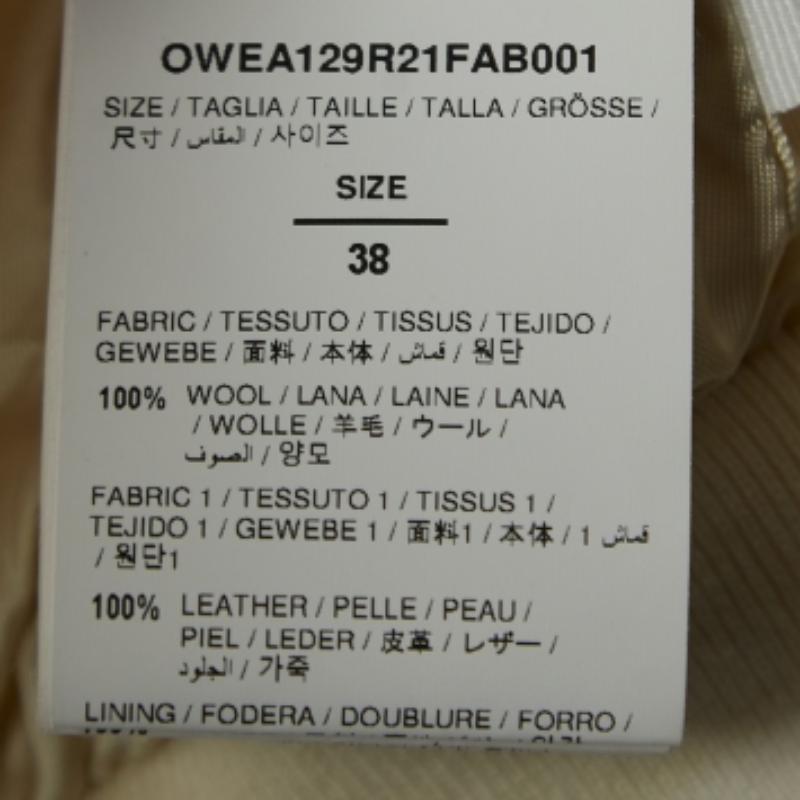 OWEA129R21FAB001
SIZE / TAGLIA / TAILLE / TALLA / GRÖSSE /
尺寸 / المقاس / 사이즈
SIZE
38
FABRIC / TESSUTO / TISSUS / TEJIDO /
GEWEBE / 面料 / 本体 / قماش / 원단
100% WOOL / LANA / LAINE / LANA
/ WOLLE / 羊毛 / ウール /
الصوف / 양모
FABRIC 1 / TESSUTO 1 / TISSUS 1 /
TEJIDO 1 / GEWEBE 1 / 面料1 / 本体 / 1 قماش
/ 원단1
100% LEATHER / PELLE / PEAU /
PIEL / LEDER / 皮革 / レザー /
الجلود / 가죽
LINING / FODERA / DOUBLURE / FORRO /